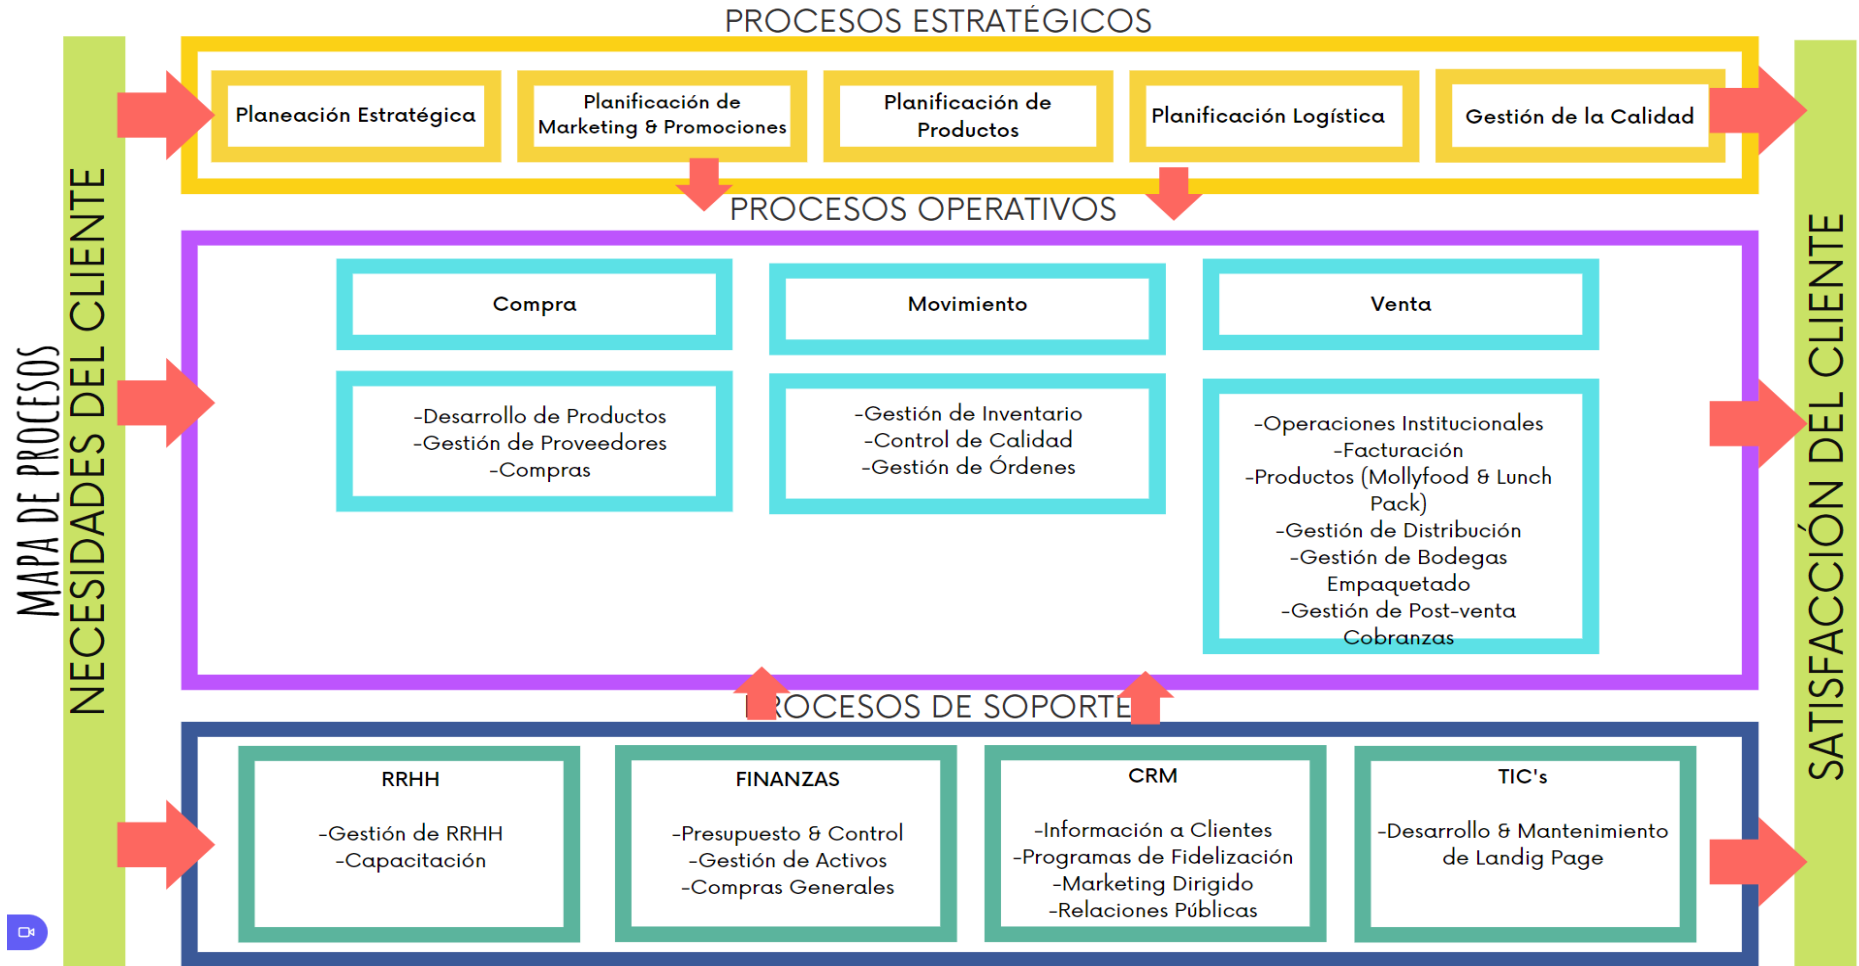 PROCESOS ESTRATÉGICOS
MAPA DE PROCESOS
NECESIDADES DEL CLIENTE
Planeación Estratégica
Planificación de
Marketing & Promociones
Planificación de
Productos
Planificación Logística
Gestión de la Calidad
PROCESOS OPERATIVOS
Compra
-Desarrollo de Productos
-Gestión de Proveedores
-Compras
Movimiento
-Gestión de Inventario
-Control de Calidad
-Gestión de Órdenes
Venta
-Operaciones Institucionales
-Facturación
-Productos (Mollyfood & Lunch
Pack)
-Gestión de Distribución
-Gestión de Bodegas
Empaquetado
-Gestión de Post-venta
Cobranzas
PROCESOS DE SOPORTE
RRHH
-Gestión de RRHH
-Capacitación
FINANZAS
-Presupuesto & Control
-Gestión de Activos
-Compras Generales
CRM
-Información a Clientes
-Programas de Fidelización
-Marketing Dirigido
-Relaciones Públicas
TIC's
-Desarrollo & Mantenimiento
de Landig Page
SATISFACCIÓN DEL CLIENTE